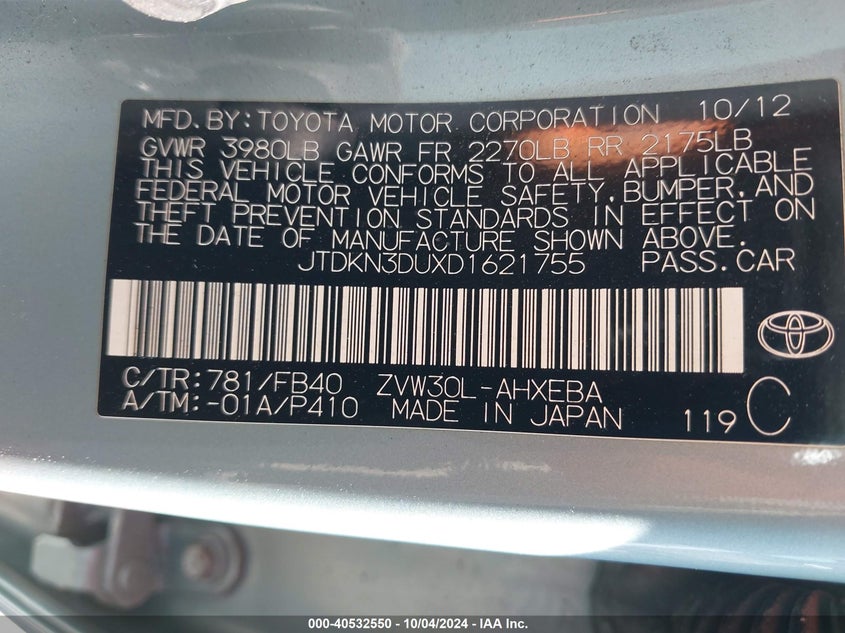 MFD.BY:TOYOTA MOTOR CORPORATION 10/12
GVWR 3980LB GAWR FR 2270LB RR 2175LB
THIS VEHICLE CONFORMS TO ALL APPLICABLE
FEDERAL MOTOR VEHICLE SAFETY,BUMPER,AND
THEFT PREVENTION STANDARDS IN EFFECT ON
THE DATE OF MANUFACTURE SHOWN ABOVE.
JTDKN3DUXD1621755 PASS.CAR
C/TR:781/FB40 ZVW30L-AHXEBA
A/TM:-01A/P410 MADE IN JAPAN 119 C
000-40532550 - 10/04/2024 - IAA Inc.